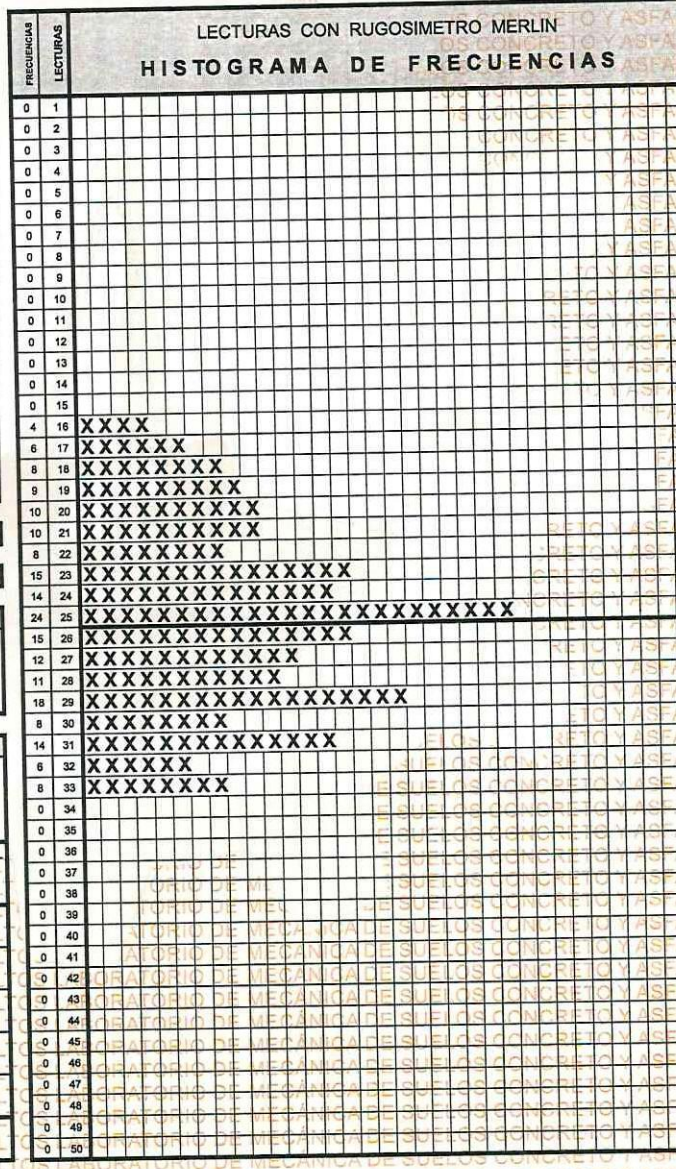 LECTURAS CON RUGOSIMETRO MERLIN
HISTOGRAMA DE FRECUENCIAS
FRECUENCIAS LECTURAS
0 1
0 2
0 3
0 4
0 5
0 6
0 7
0 8
0 9
0 10
0 11
0 12
0 13
0 14
0 15
4 16 XXXX
6 17 XXXXXX
8 18 XXXXXXXX
9 19 XXXXXXXXX
10 20 XXXXXXXXXX
10 21 XXXXXXXXXX
8 22 XXXXXXXX
15 23 XXXXXXXXXXXXXXX
14 24 XXXXXXXXXXXXXX
24 25 XXXXXXXXXXXXXXXXXXXXXXXX
15 26 XXXXXXXXXXXXXXX
12 27 XXXXXXXXXXXX
11 28 XXXXXXXXXXX
18 29 XXXXXXXXXXXXXXXXXX
8 30 XXXXXXXX
14 31 XXXXXXXXXXXXXX
6 32 XXXXXX
8 33 XXXXXXXX
0 34
0 35
0 36
0 37
0 38
0 39
0 40
0 41
0 42
0 43
0 44
0 45
0 46
0 47
0 48
0 49
0 50
LABORATORIO DE MECÁNICA DE SUELOS CONCRETO Y ASFA